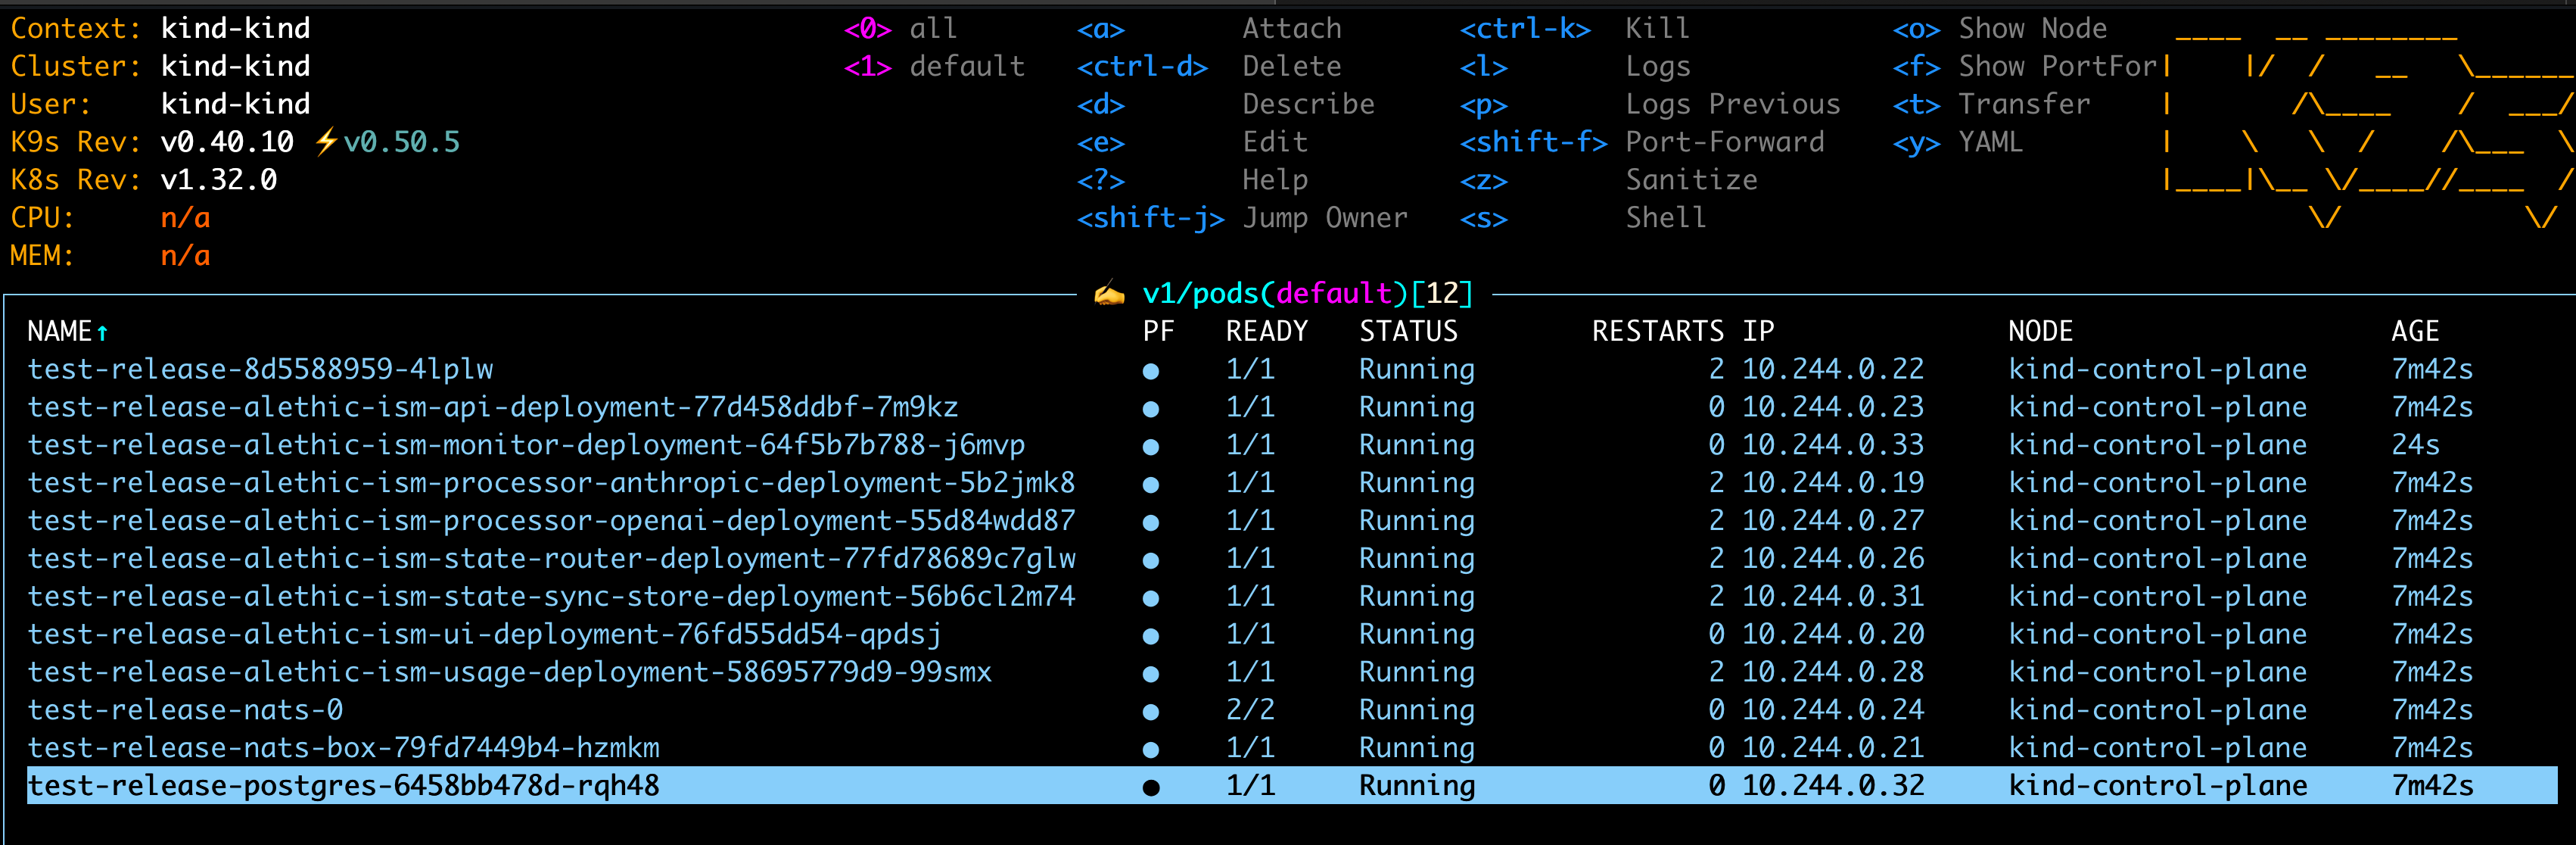 Context: kind-kind <0> all <a> Attach <ctrl-k> Kill <o> Show Node
Cluster: kind-kind <1> default <ctrl-d> Delete <l> Logs <f> Show PortFor
User: kind-kind <d> Describe <p> Logs Previous <t> Transfer
K9s Rev: v0.40.10 ⚡v0.50.5 <e> Edit <shift-f> Port-Forward <y> YAML
K8s Rev: v1.32.0 <?> Help <z> Sanitize
CPU: n/a <shift-j> Jump Owner <s> Shell
MEM: n/a
✍️ v1/pods(default)[12]
NAME↑ PF READY STATUS RESTARTS IP NODE AGE
test-release-8d5588959-4lplw ● 1/1 Running 2 10.244.0.22 kind-control-plane 7m42s
test-release-alethic-ism-api-deployment-77d458ddbf-7m9kz ● 1/1 Running 0 10.244.0.23 kind-control-plane 7m42s
test-release-alethic-ism-monitor-deployment-64f5b7b788-j6mvp ● 1/1 Running 0 10.244.0.33 kind-control-plane 24s
test-release-alethic-ism-processor-anthropic-deployment-5b2jmk8 ● 1/1 Running 2 10.244.0.19 kind-control-plane 7m42s
test-release-alethic-ism-processor-openai-deployment-55d84wdd87 ● 1/1 Running 2 10.244.0.27 kind-control-plane 7m42s
test-release-alethic-ism-state-router-deployment-77fd78689c7glw ● 1/1 Running 2 10.244.0.26 kind-control-plane 7m42s
test-release-alethic-ism-state-sync-store-deployment-56b6cl2m74 ● 1/1 Running 2 10.244.0.31 kind-control-plane 7m42s
test-release-alethic-ism-ui-deployment-76fd55dd54-qpdsj ● 1/1 Running 0 10.244.0.20 kind-control-plane 7m42s
test-release-alethic-ism-usage-deployment-58695779d9-99smx ● 1/1 Running 2 10.244.0.28 kind-control-plane 7m42s
test-release-nats-0 ● 2/2 Running 0 10.244.0.24 kind-control-plane 7m42s
test-release-nats-box-79fd7449b4-hzmkm ● 1/1 Running 0 10.244.0.21 kind-control-plane 7m42s
test-release-postgres-6458bb478d-rqh48 ● 1/1 Running 0 10.244.0.32 kind-control-plane 7m42s